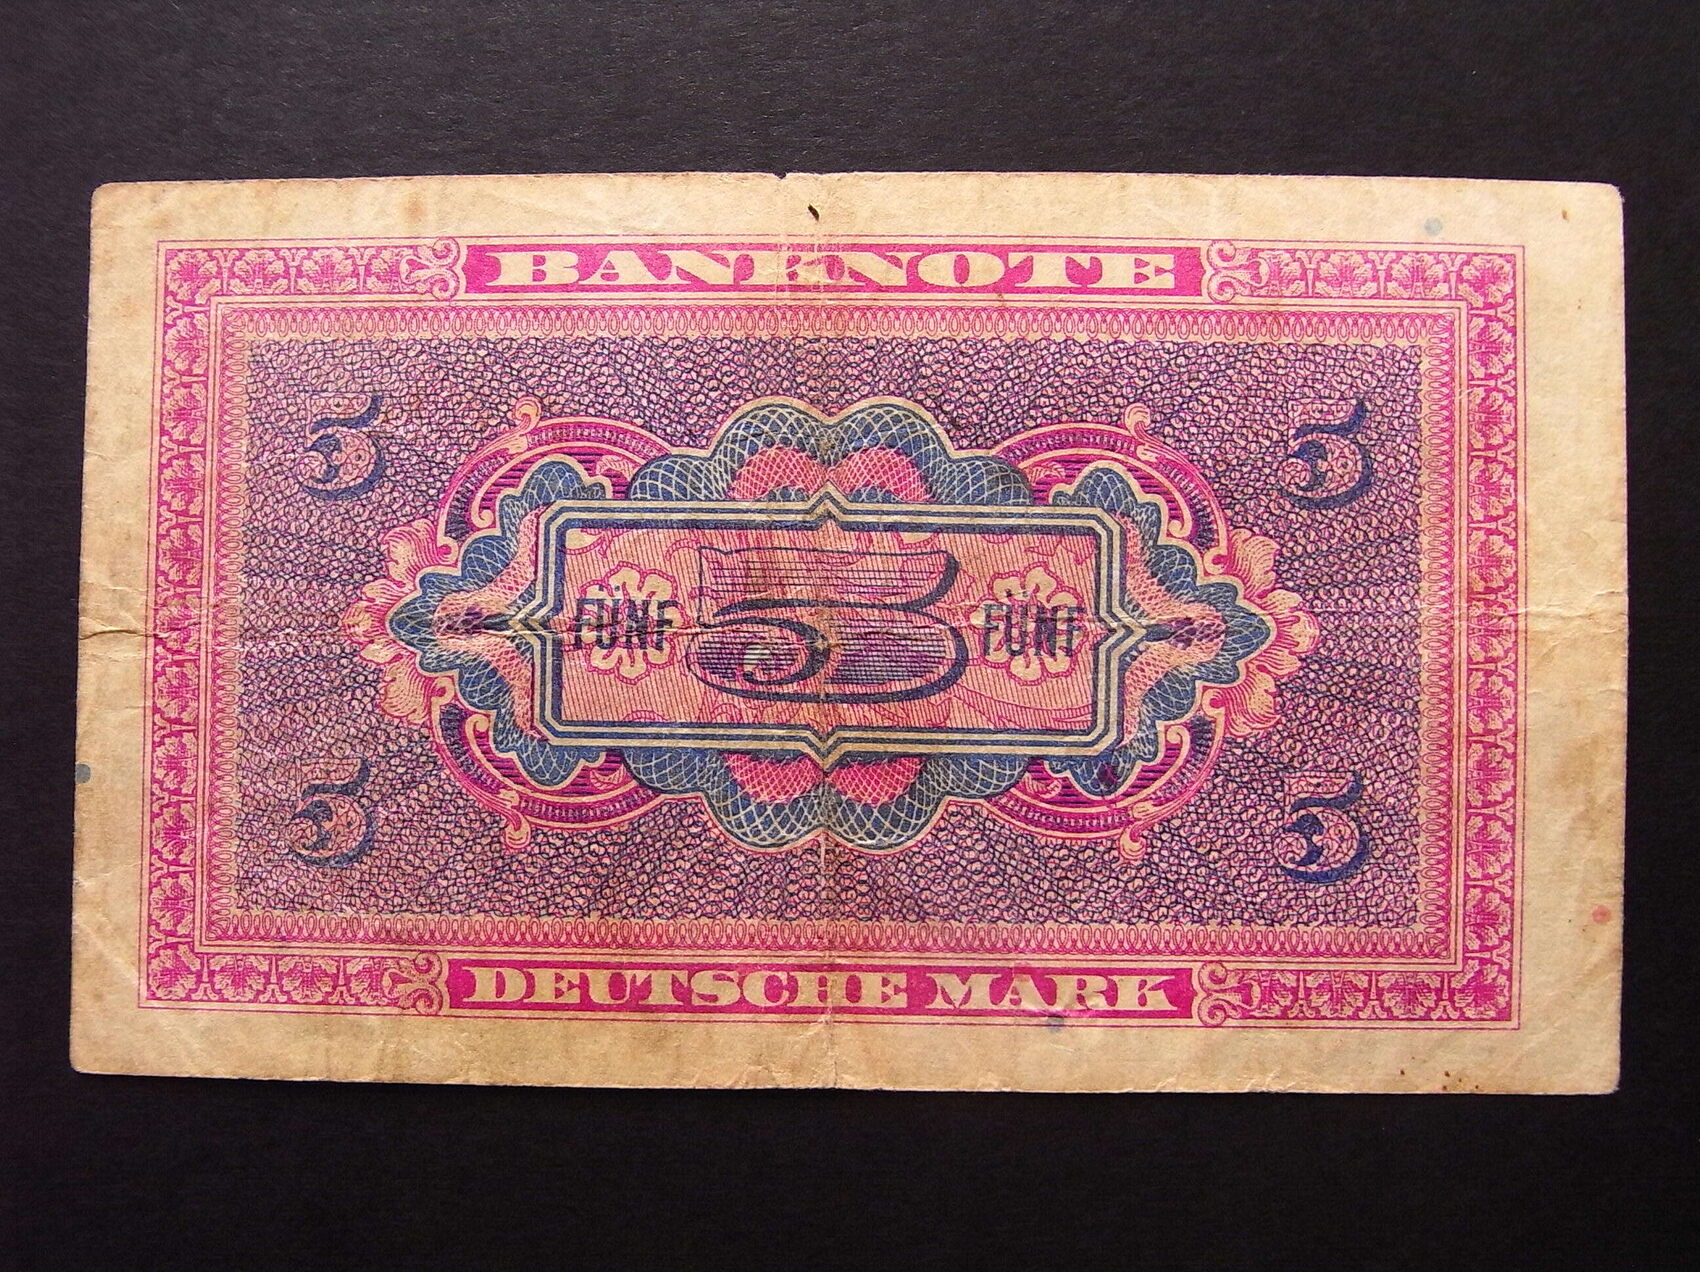 BANKNOTE
5 5
FÜNF 5 FÜNF
5 5
DEUTSCHE MARK